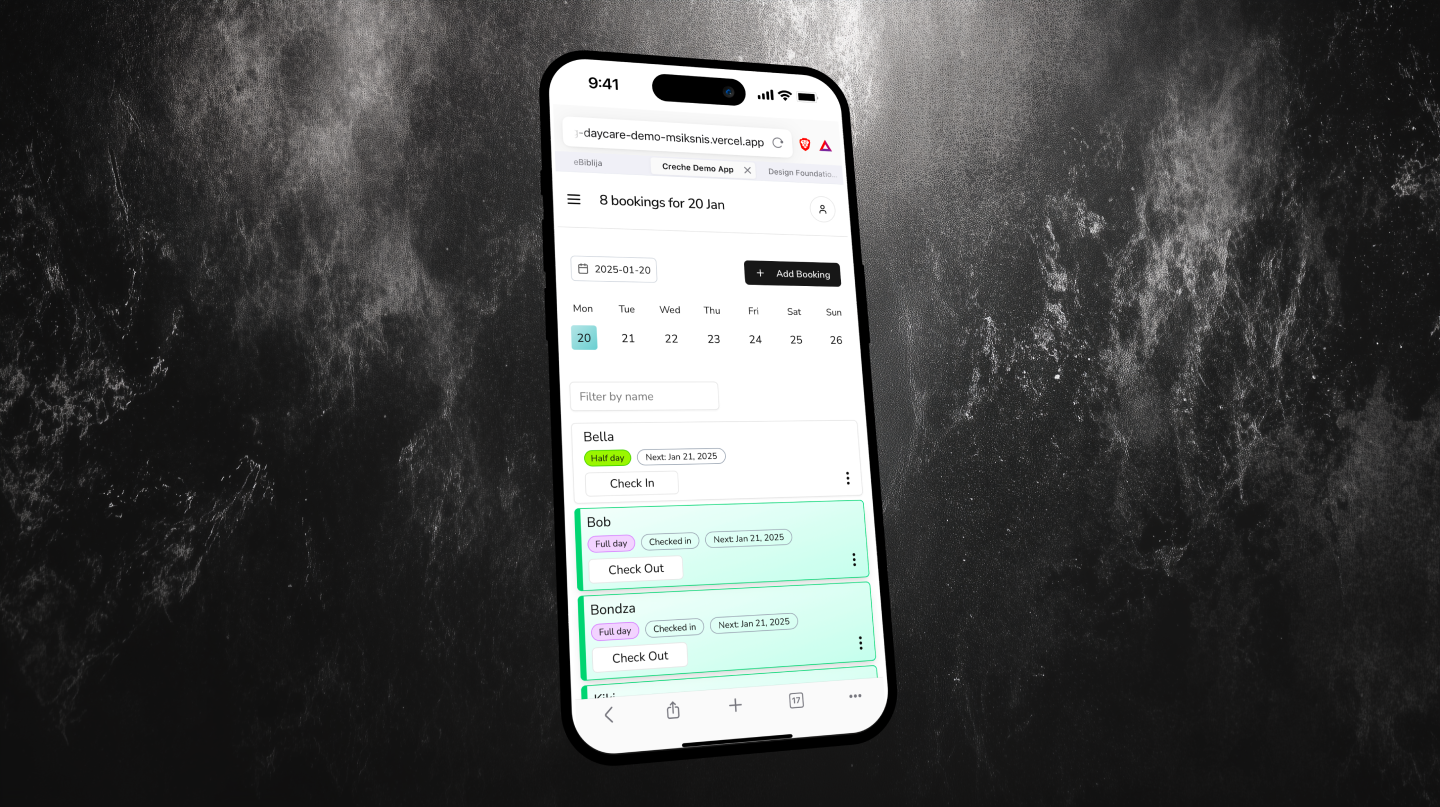 9:41
-daycare-demo-msiksnis.vercel.app
eBiblija Creche Demo App Design Foundatio...
8 bookings for 20 Jan
2025-01-20 + Add Booking
Mon Tue Wed Thu Fri Sat Sun
20 21 22 23 24 25 26
Filter by name
Bella
Half day Next: Jan 21, 2025
Check In
Bob
Full day Checked in Next: Jan 21, 2025
Check Out
Bondza
Full day Checked in Next: Jan 21, 2025
Check Out
17